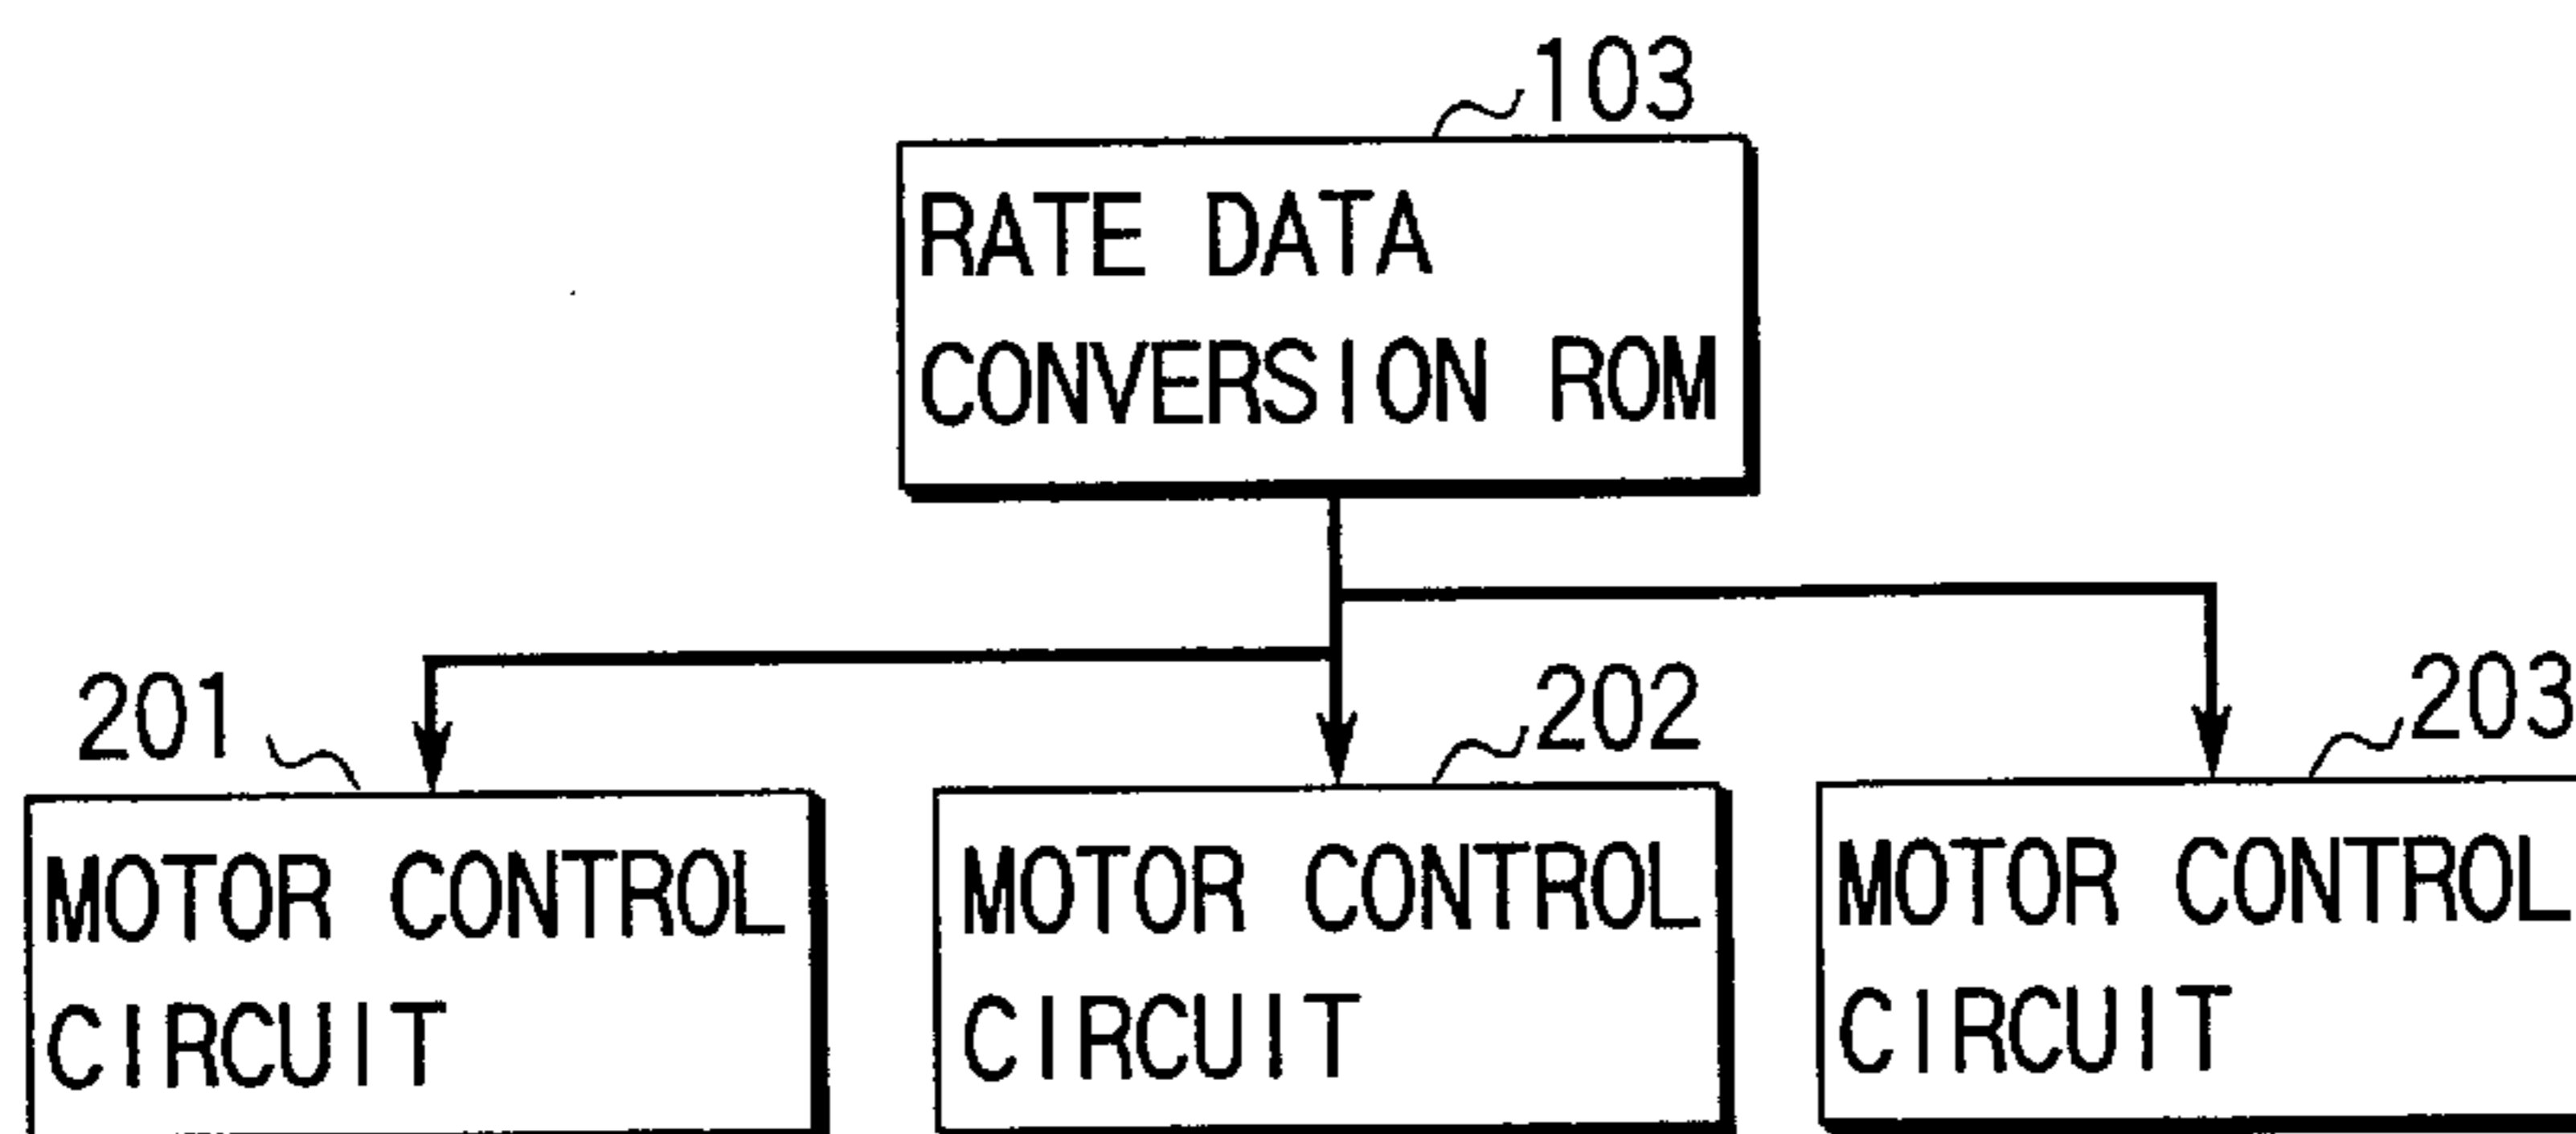 103
RATE DATA
CONVERSION ROM
201
202
203
MOTOR CONTROL
CIRCUIT
MOTOR CONTROL
CIRCUIT
MOTOR CONTROL
CIRCUIT